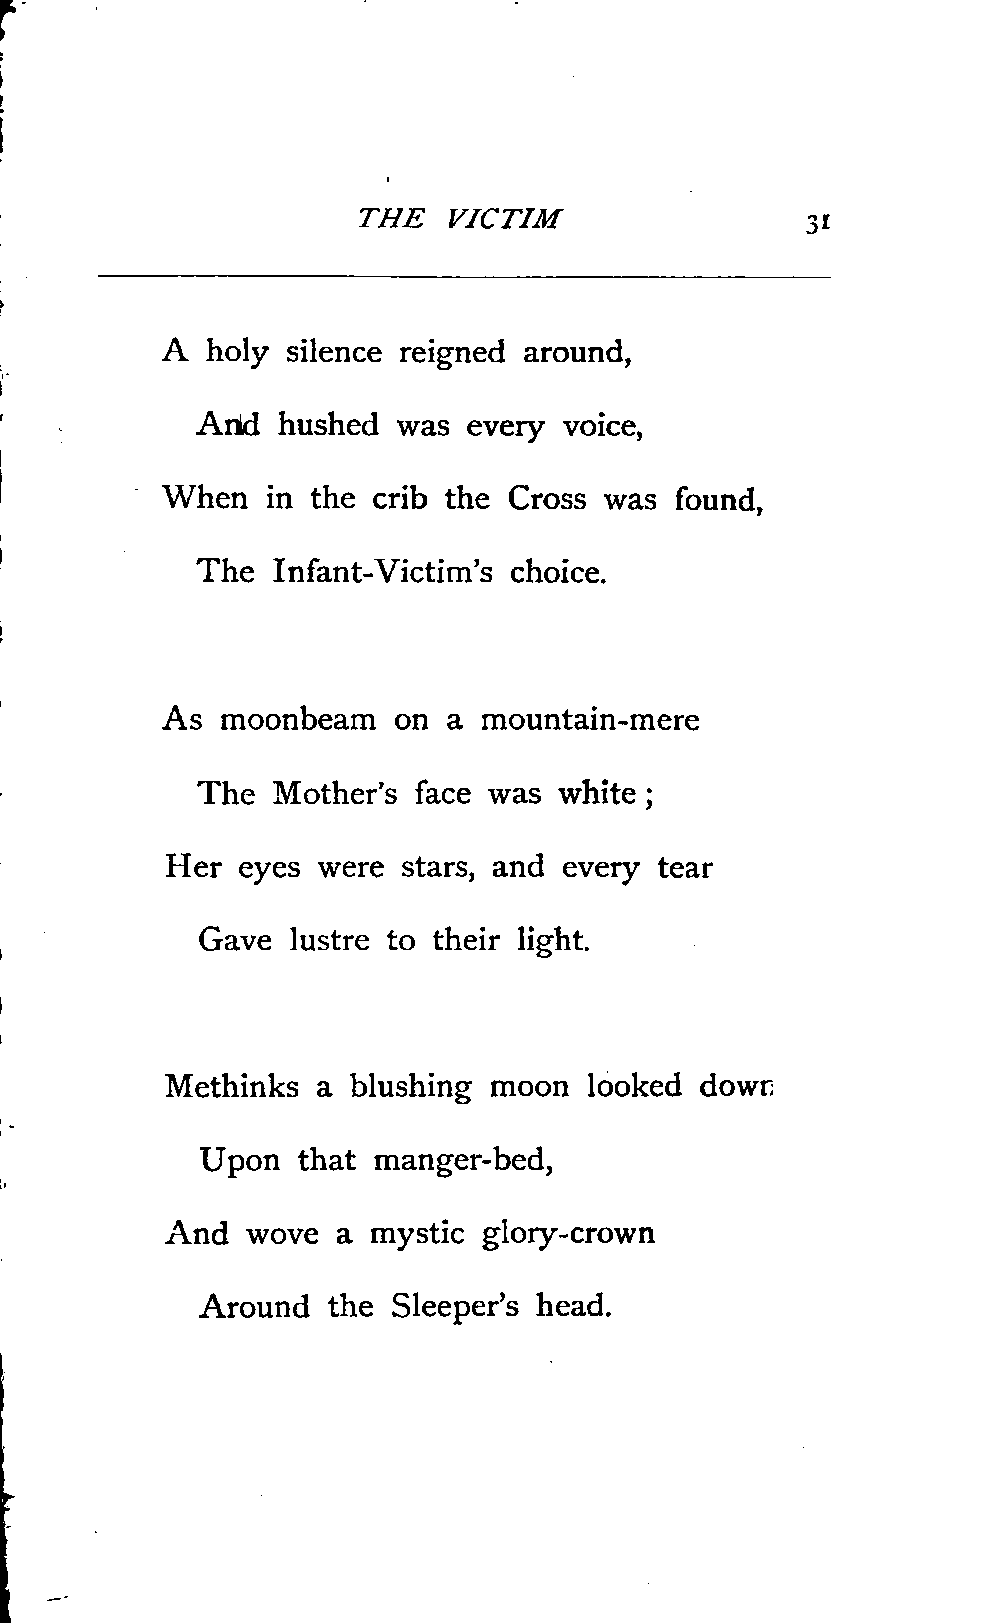 THE VICTIM 31
A holy silence reigned around,
And hushed was every voice,
When in the crib the Cross was found,
The Infant-Victim's choice.
As moonbeam on a mountain-mere
The Mother's face was white ;
Her eyes were stars, and every tear
Gave lustre to their light.
Methinks a blushing moon looked down
Upon that manger-bed,
And wove a mystic glory-crown
Around the Sleeper's head.